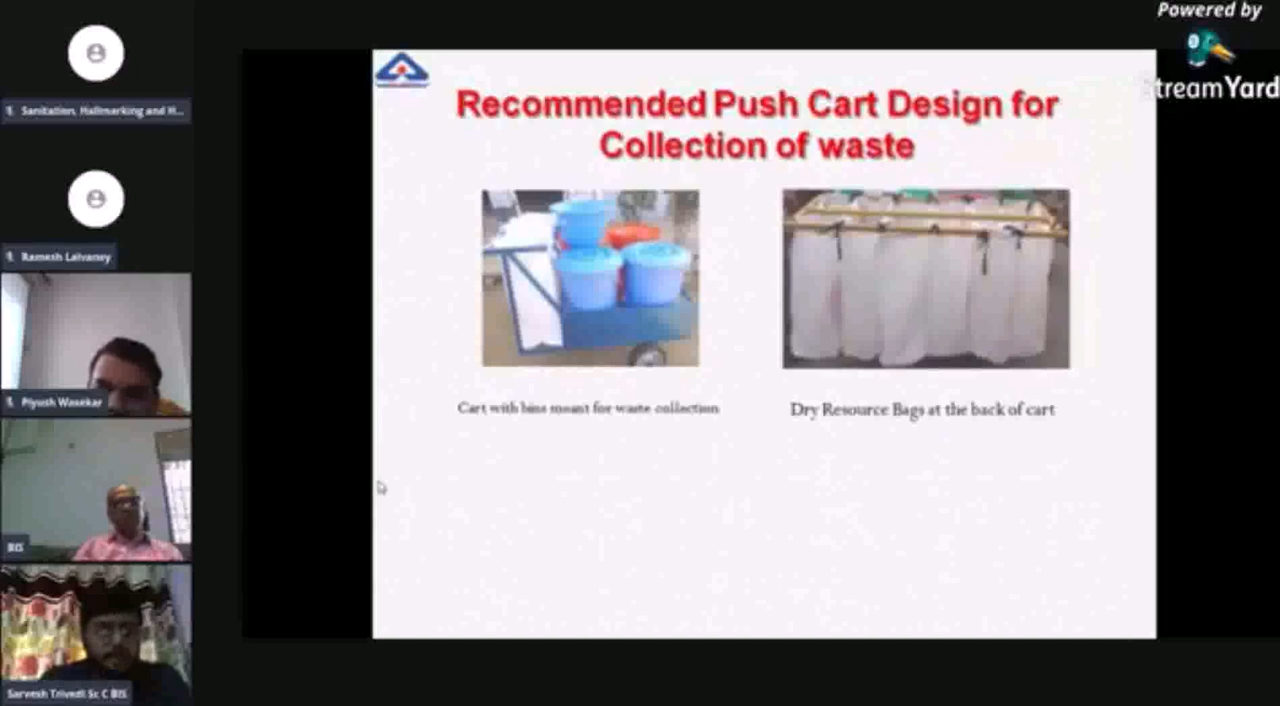 Powered by
StreamYard
Sanitation, Hallmarking and H...
Ramesh Lalvaney
Piyush Wasekar
BIS
Sarvesh Trivedi Sc C BIS
Recommended Push Cart Design for
Collection of waste
Cart with bins meant for waste collection
Dry Resource Bags at the back of cart